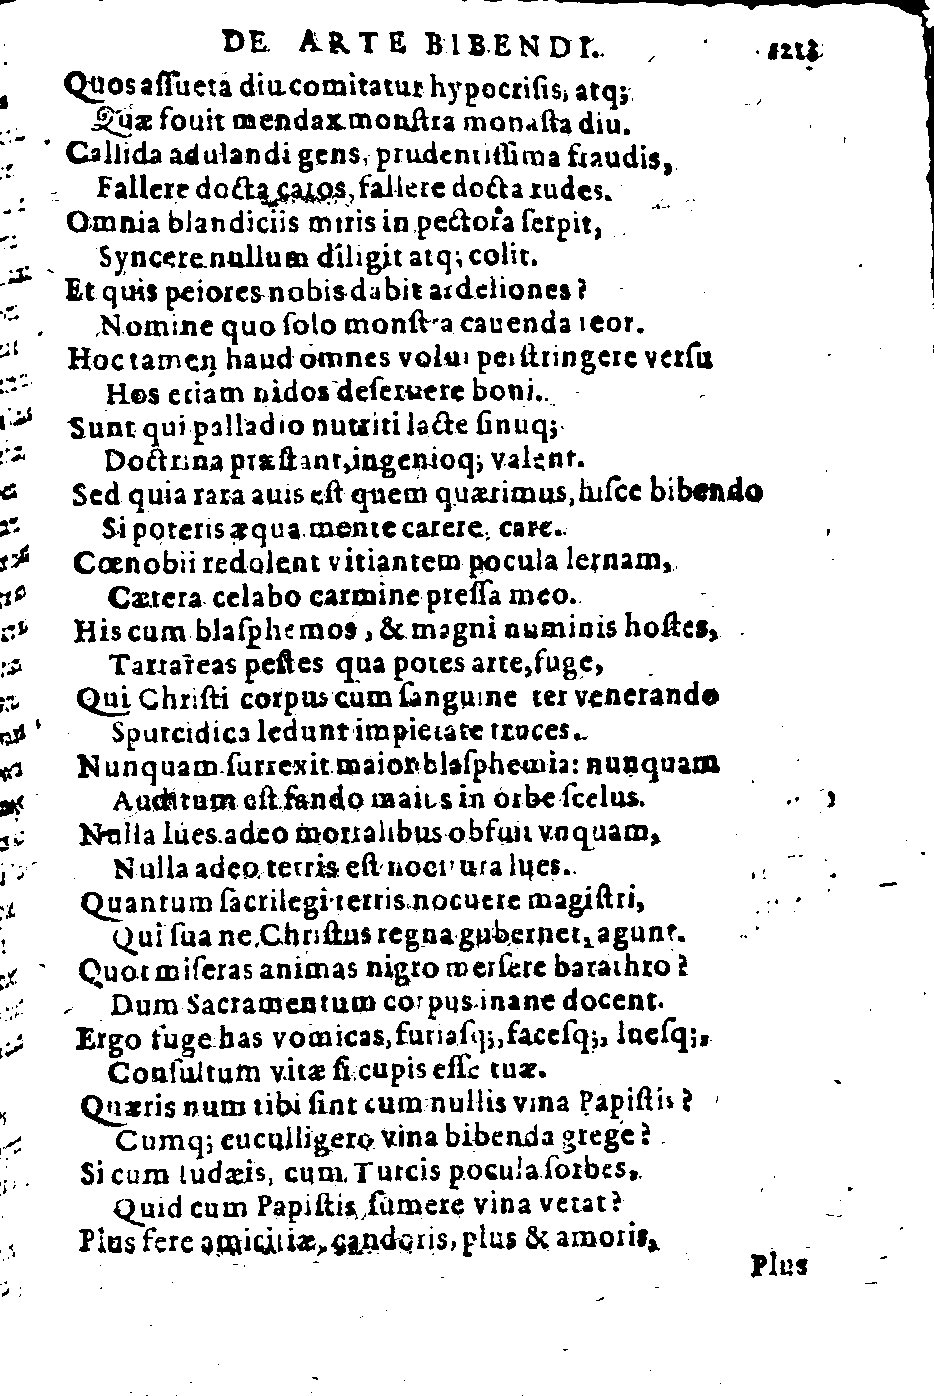 DE ARTE BIBENDI.
Quos assueta diu comitatur hypocrisis, atq;
Quæ fouit mendax monstra monasta diu.
Callida adulandi gens, prudentissima fraudis,
Fallere docta caros, fallere docta rudes.
Omnia blandiciis miris in pectora serpit,
Syncere nullum diligit atq; colit.
Et quis peiores nobis dabit ardeliones?
Nomine quo solo monstra cauenda reor.
Hoc tamen haud omnes volui perstringere versu
Hos etiam nidos deseruere boni.
Sunt qui palladio nutriti lacte sinuq;
Doctrina præstant, ingenioq; valent.
Sed quia rara auis est quem quærimus, hisce bibendo
Si poteris æqua mente carere, care.
Cœnobii redolent vitiantem pocula lernam,
Cætera celabo carmine pressa meo.
His cum blasphemos, & magni numinis hostes,
Tartareas pestes qua potes arte, fuge,
Qui Christi corpus cum sanguine ter venerando
Spurcidica ledunt impietate truces.
Nunquam surrexit maior blasphemia: nunquam
Auditum est fando maius in orbe scelus.
Nulla lues adeo mortalibus obfuit vnquam,
Nulla adeo terris est nocitura lues.
Quantum sacrilegi terris nocuere magistri,
Qui sua ne Christus regna gubernet, agunt.
Quot miseras animas nigro mersere barathro?
Dum Sacramentum corpus inane docent.
Ergo fuge has vomicas, furiasq;, facesq;, luesq;,
Consultum vitæ si cupis esse tuæ.
Quæris num tibi sint cum nullis vina Papistis?
Cumq; cuculligero vina bibenda grege?
Si cum Iudæis, cum Turcis pocula sorbes,
Quid cum Papistis sumere vina vetat?
Plus fere amicitiæ, candoris, plus & amoris,
Plus